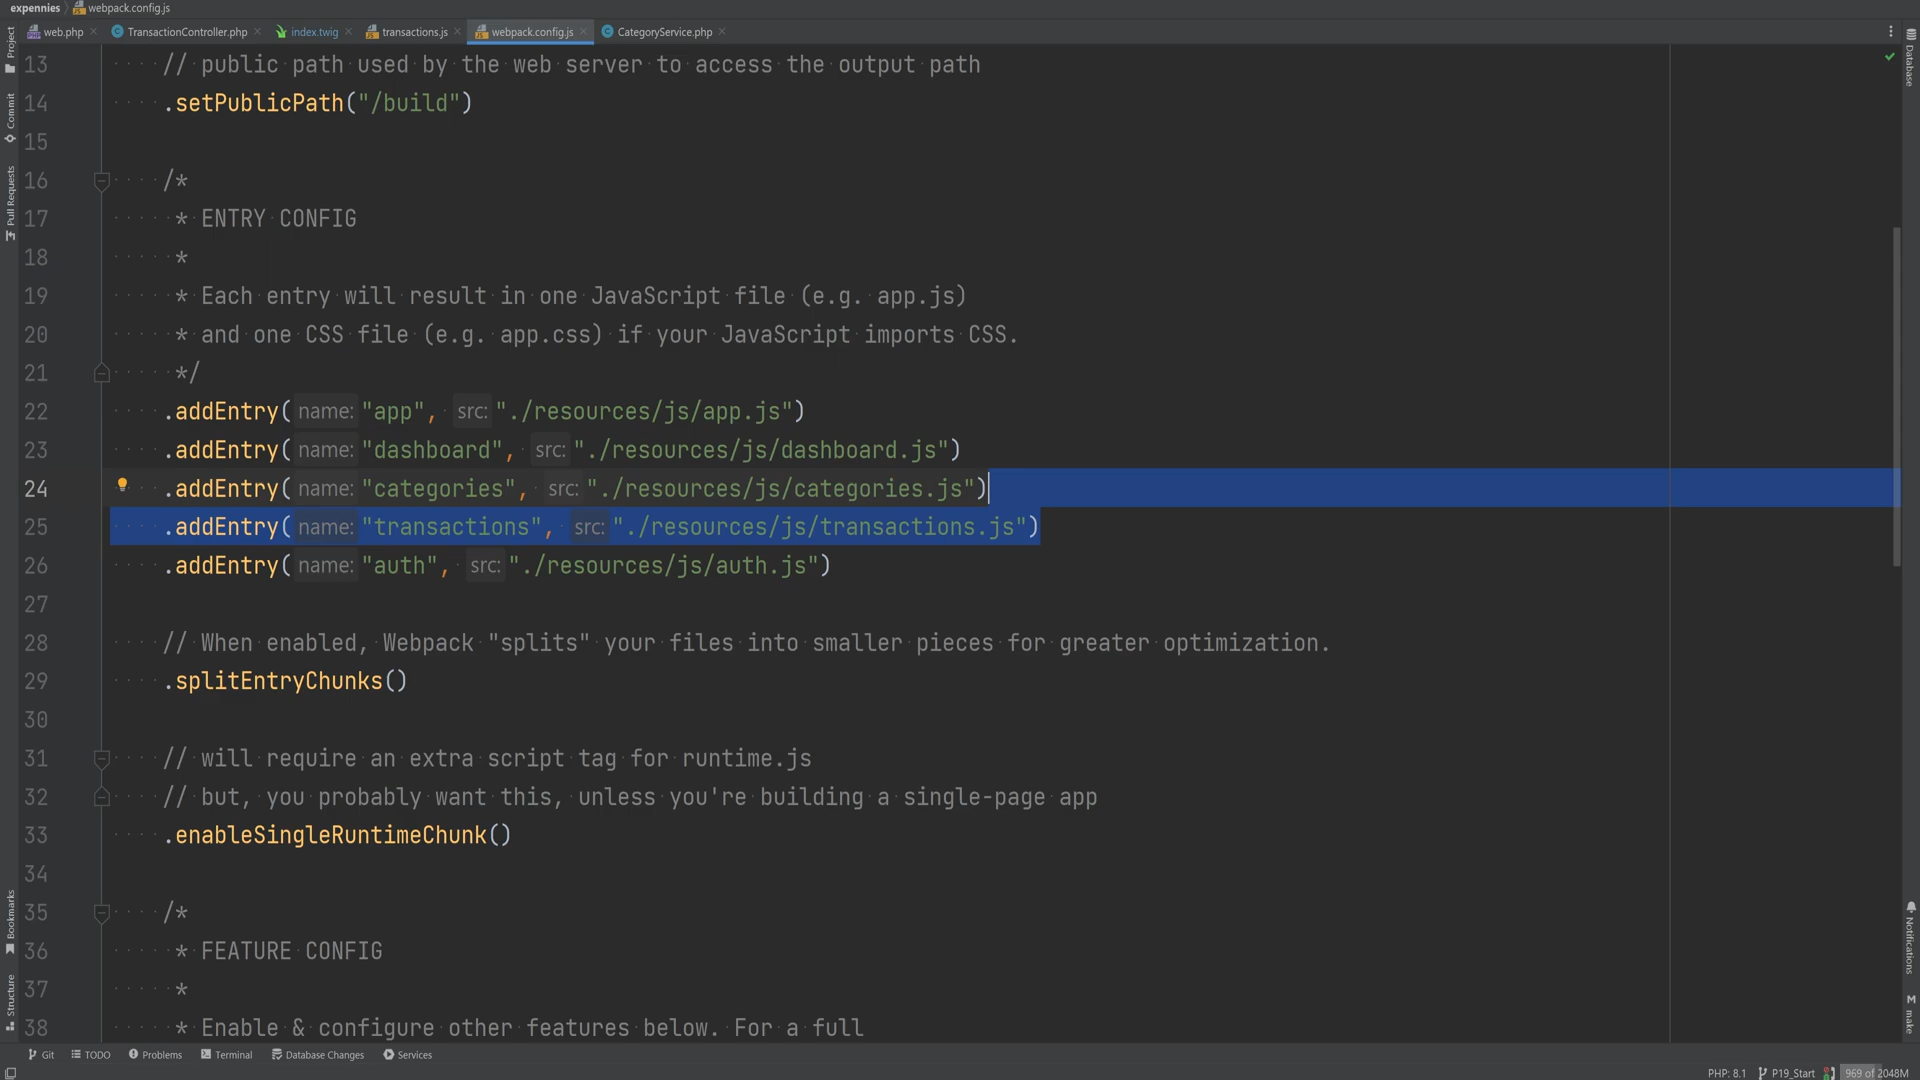 expennies webpack.config.js
web.php TransactionController.php index.twig transactions.js webpack.config.js CategoryService.php
Project
Commit
Pull Requests
Bookmarks
Structure
13 // public path used by the web server to access the output path
14 .setPublicPath("/build")
15
16 /*
17 * ENTRY CONFIG
18 *
19 * Each entry will result in one JavaScript file (e.g. app.js)
20 * and one CSS file (e.g. app.css) if your JavaScript imports CSS.
21 */
22 .addEntry( name: "app", src: "./resources/js/app.js")
23 .addEntry( name: "dashboard", src: "./resources/js/dashboard.js")
24 .addEntry( name: "categories", src: "./resources/js/categories.js")
25 .addEntry( name: "transactions", src: "./resources/js/transactions.js")
26 .addEntry( name: "auth", src: "./resources/js/auth.js")
27
28 // When enabled, Webpack "splits" your files into smaller pieces for greater optimization.
29 .splitEntryChunks()
30
31 // will require an extra script tag for runtime.js
32 // but, you probably want this, unless you're building a single-page app
33 .enableSingleRuntimeChunk()
34
35 /*
36 * FEATURE CONFIG
37 *
38 * Enable & configure other features below. For a full
Database
Notifications
M make
Git TODO Problems Terminal Database Changes Services
PHP: 8.1 P19_Start 969 of 2048M